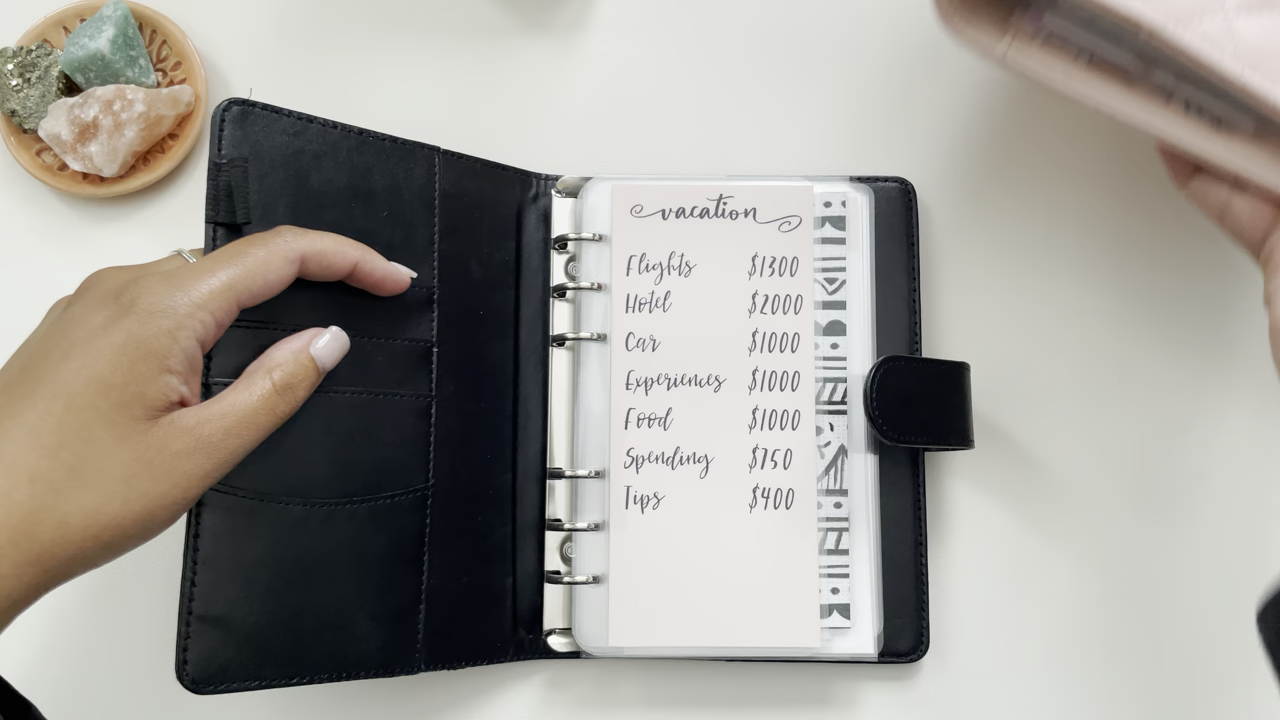 vacation
Flights $1300
Hotel $2000
Car $1000
Experiences $1000
Food $1000
Spending $750
Tips $400